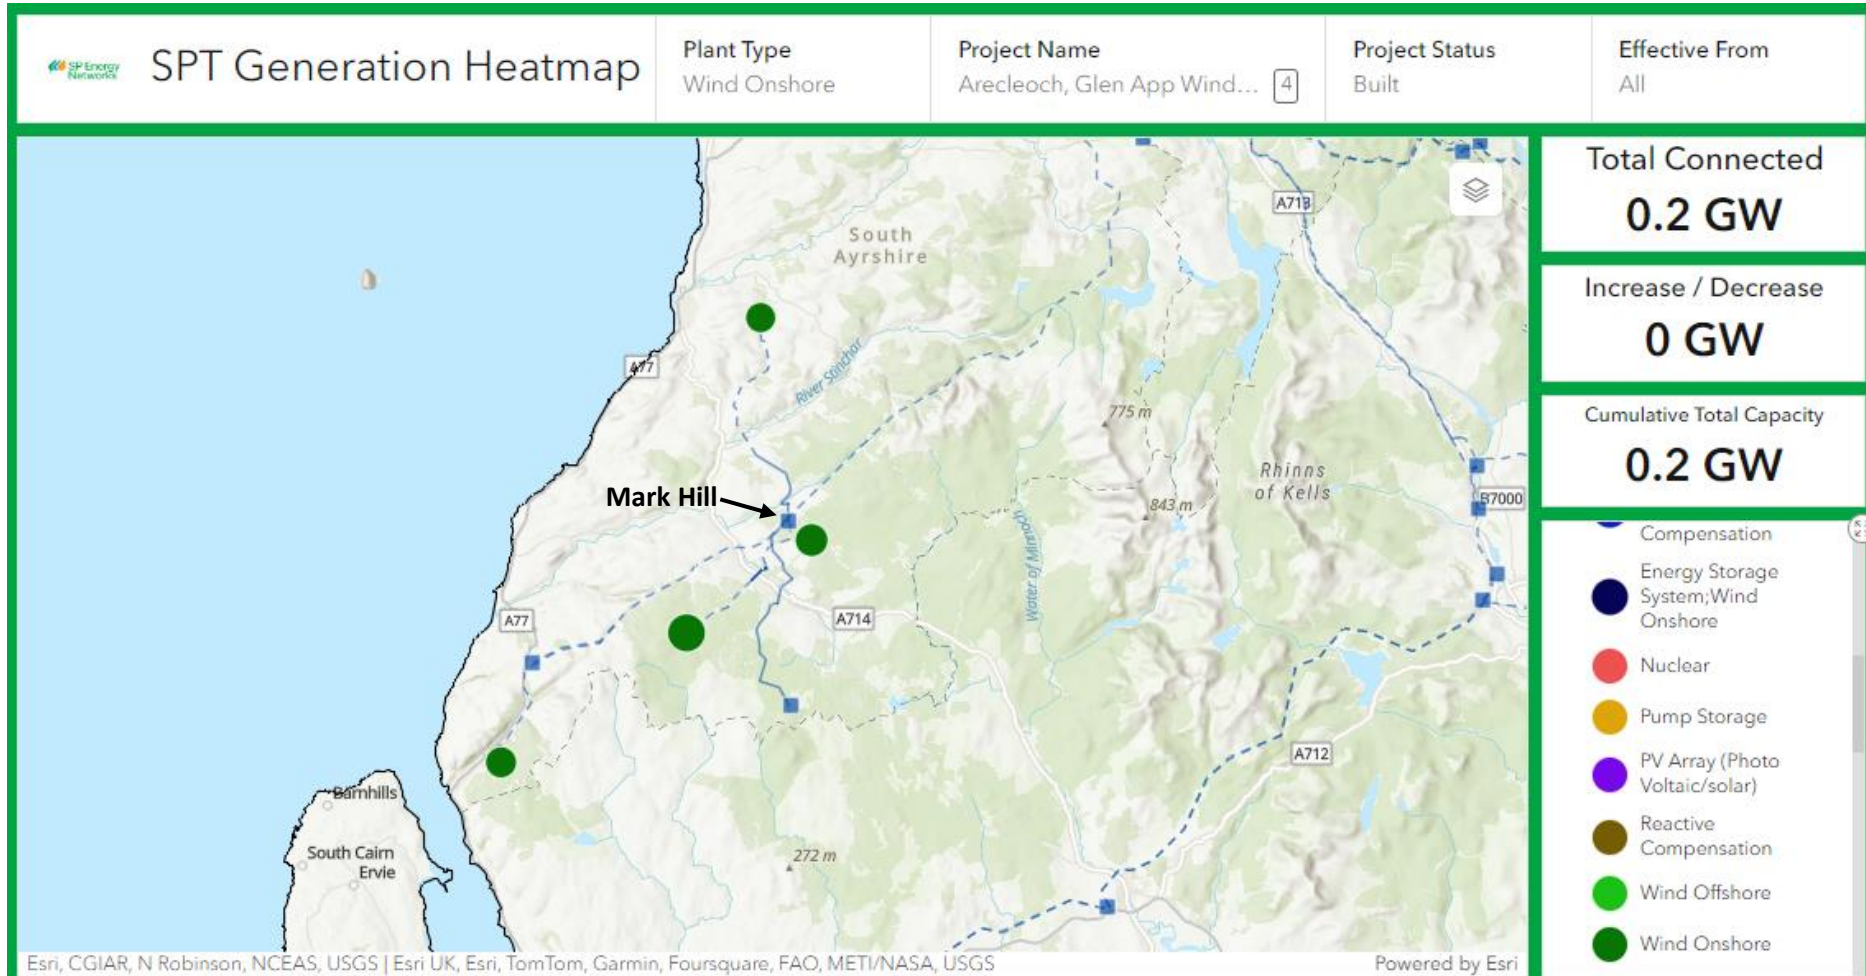 SP Energy
Networks
SPT Generation Heatmap
Plant Type
Wind Onshore
Project Name
Arecleoch, Glen App Wind...
4
Project Status
Built
Effective From
All
A713
South
Ayrshire
A77
River Stinchar
775 m
Rhinns
of Kells
Mark Hill
843 m
B7000
Water of Minnoch
A77
A714
A712
Barnhills
South Cairn
Ervie
272 m
Esri, CGIAR, N Robinson, NCEAS, USGS | Esri UK, Esri, TomTom, Garmin, Foursquare, FAO, METI/NASA, USGS
Powered by Esri
Total Connected
0.2 GW
Increase / Decrease
0 GW
Cumulative Total Capacity
0.2 GW
Compensation
Energy Storage
System;Wind
Onshore
Nuclear
Pump Storage
PV Array (Photo
Voltaic/solar)
Reactive
Compensation
Wind Offshore
Wind Onshore